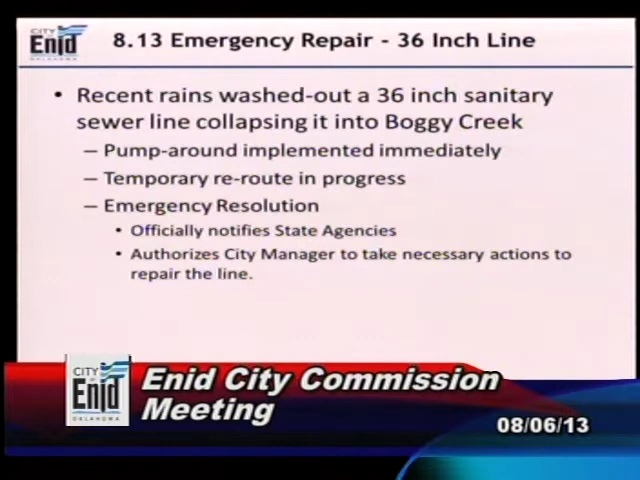 CITY OF
Enid
OKLAHOMA
8.13 Emergency Repair - 36 Inch Line
• Recent rains washed-out a 36 inch sanitary
sewer line collapsing it into Boggy Creek
– Pump-around implemented immediately
– Temporary re-route in progress
– Emergency Resolution
• Officially notifies State Agencies
• Authorizes City Manager to take necessary actions to
repair the line.
CITY OF
Enid
OKLAHOMA
Enid City Commission
Meeting
08/06/13